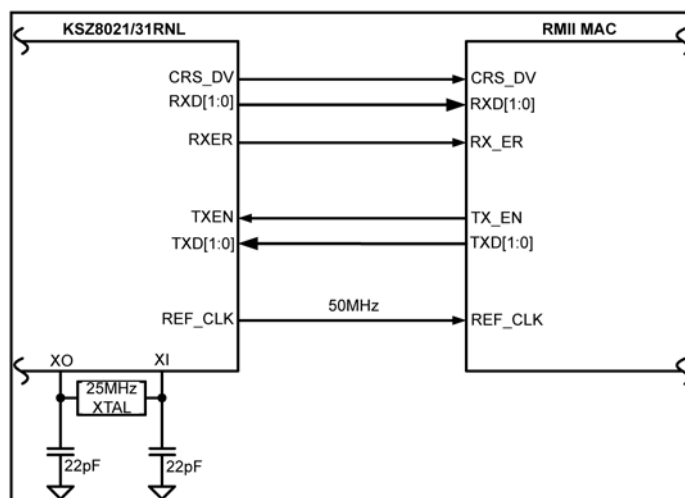 KSZ8021/31RNL
RMII MAC
CRS_DV
CRS_DV
RXD[1:0]
RXD[1:0]
RXER
RX_ER
TXEN
TX_EN
TXD[1:0]
TXD[1:0]
50MHz
REF_CLK
REF_CLK
XO
XI
25MHz
XTAL
22pF
22pF